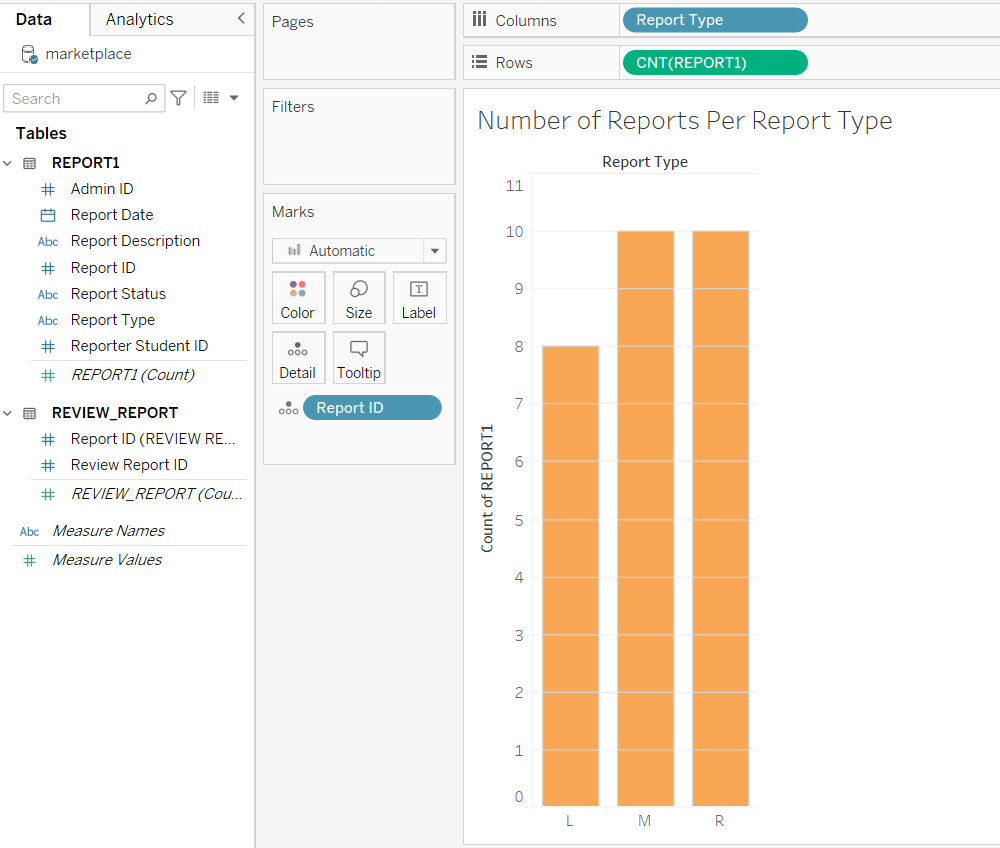 Data
Analytics
marketplace
Search
Tables
REPORT1
Admin ID
Report Date
Abc Report Description
Report ID
Abc Report Status
Abc Report Type
Reporter Student ID
REPORT1 (Count)
REVIEW_REPORT
Report ID (REVIEW RE...
Review Report ID
REVIEW_REPORT (Cou...
Abc Measure Names
Measure Values
Pages
Filters
Marks
Automatic
Color
Size
T
Label
Detail
Tooltip
Report ID
Columns
Report Type
Rows
CNT(REPORT1)
Number of Reports Per Report Type
Report Type
11
10
9
8
7
6
5
4
3
2
1
0
Count of REPORT1
L
M
R